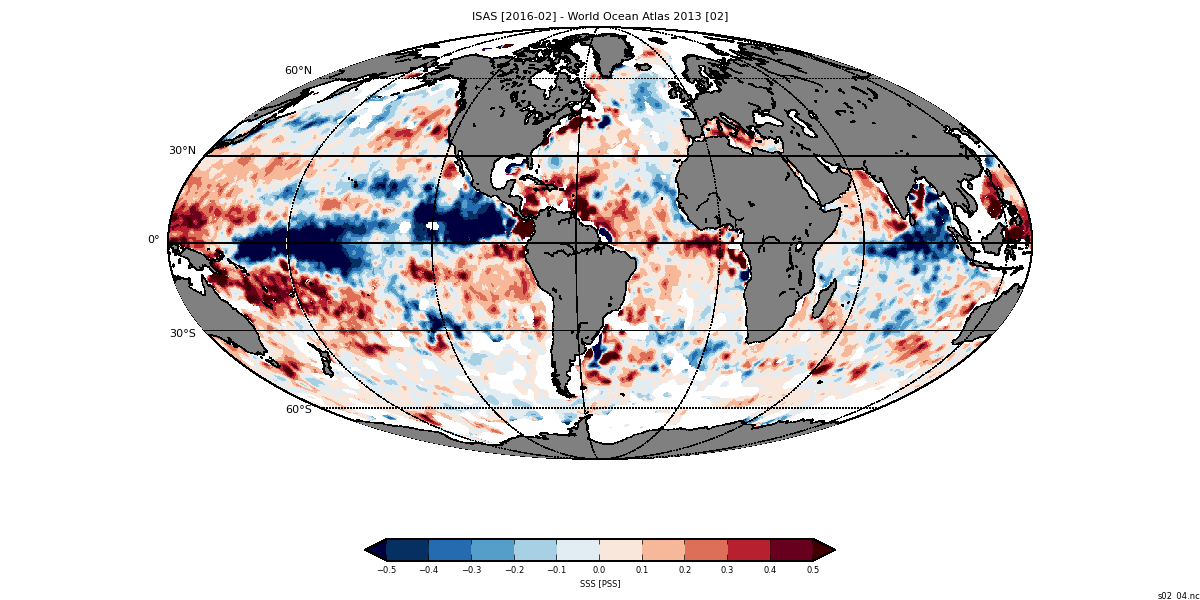 ISAS [2016-02] - World Ocean Atlas 2013 [02]
60°N
30°N
0°
30°S
60°S
−0.5 −0.4 −0.3 −0.2 −0.1 0.0 0.1 0.2 0.3 0.4 0.5
SSS [PSS]
s02_04.nc